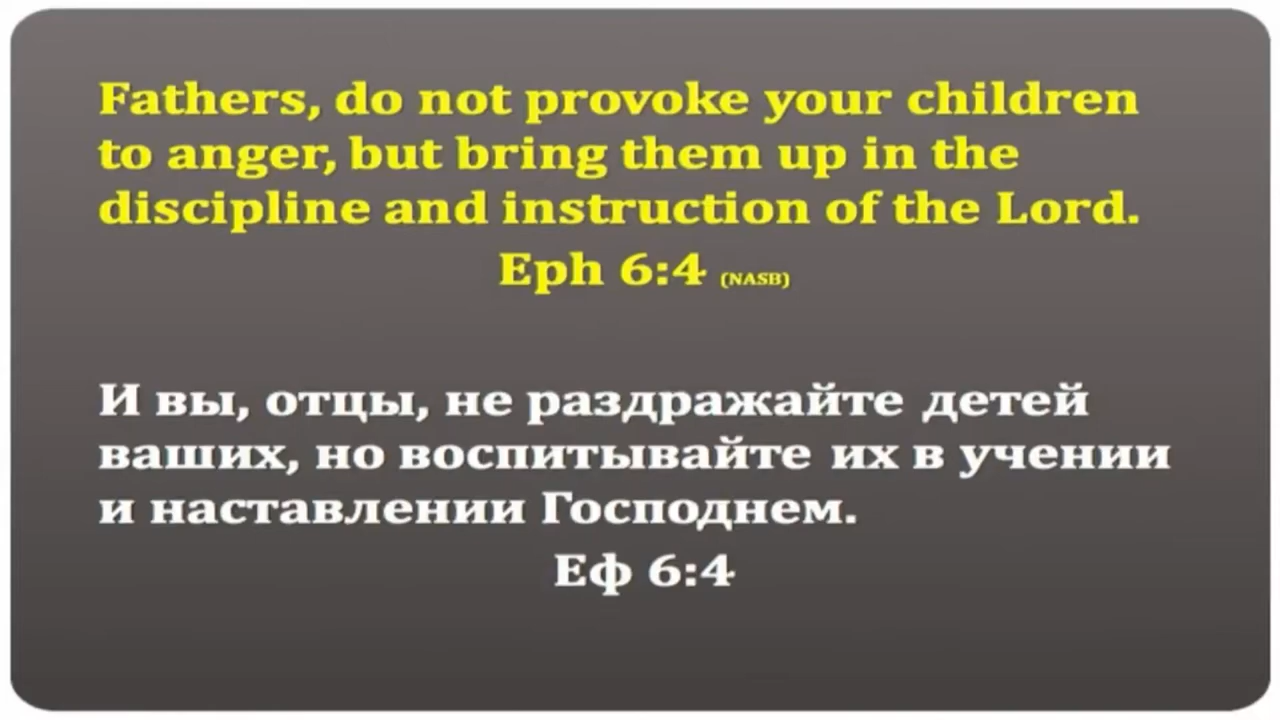 Fathers, do not provoke your children
to anger, but bring them up in the
discipline and instruction of the Lord.
Eph 6:4 (NASB)
И вы, отцы, не раздражайте детей
ваших, но воспитывайте их в учении
и наставлении Господнем.
Еф 6:4